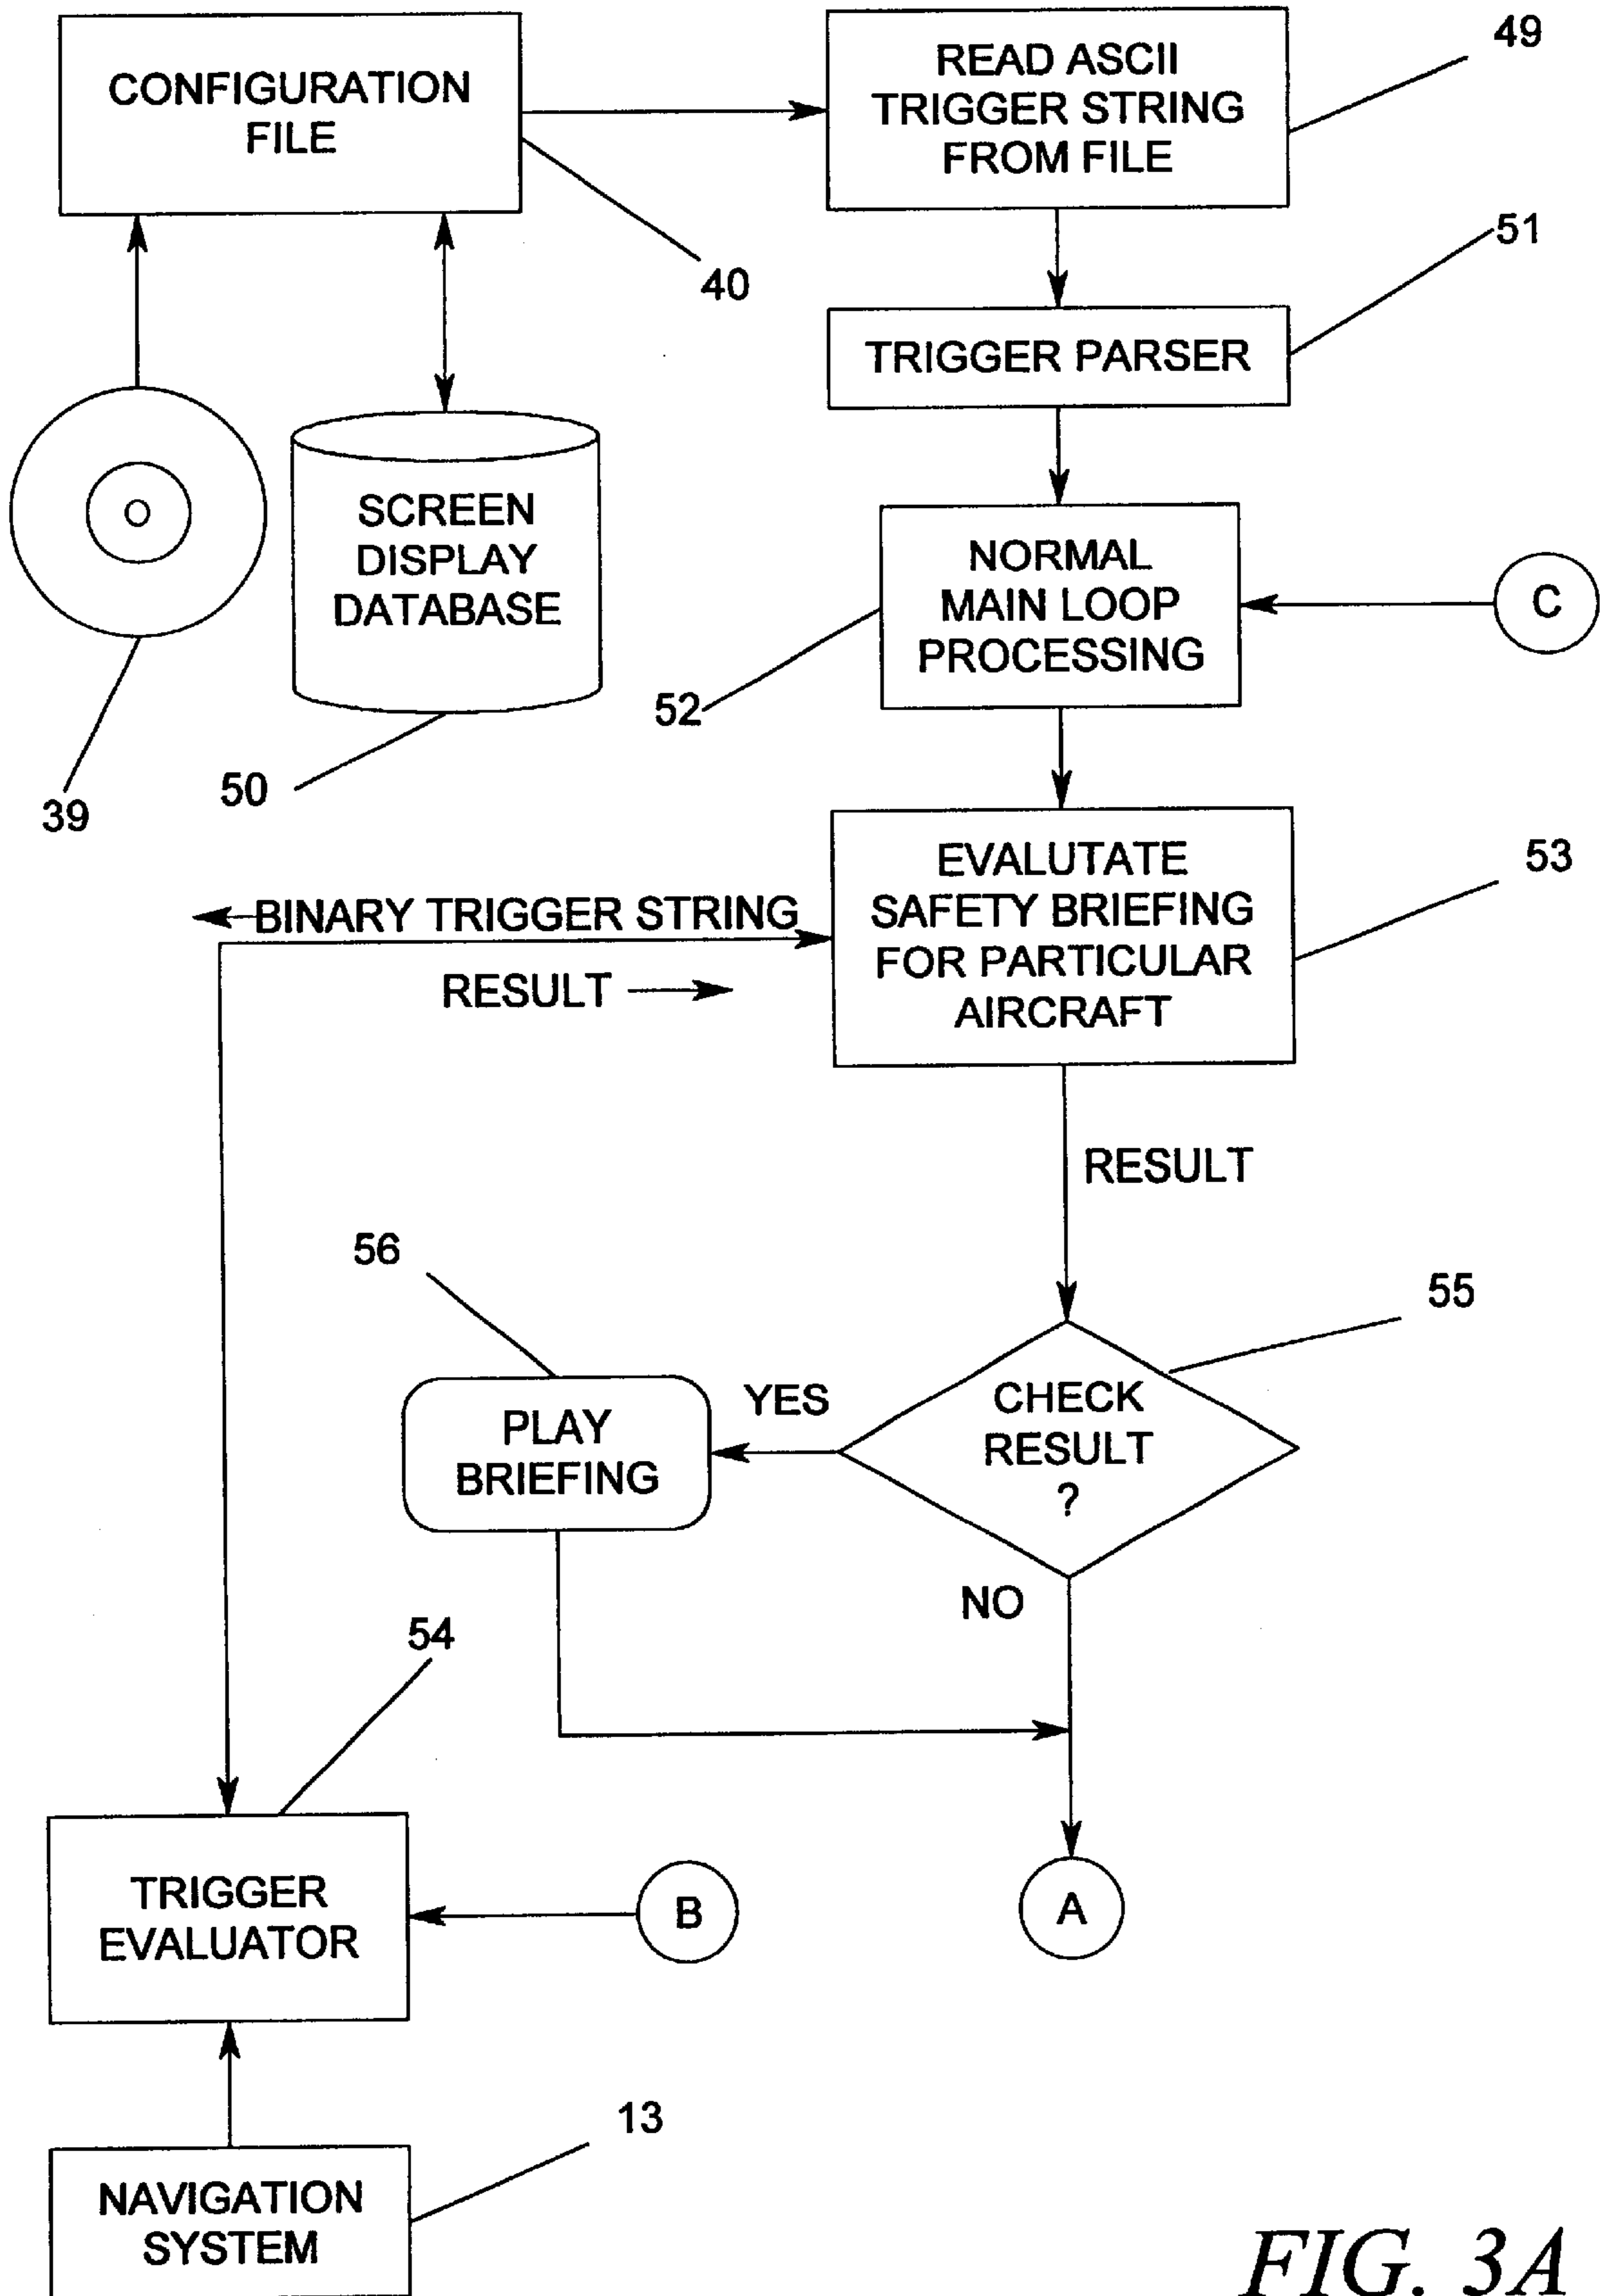 CONFIGURATION
FILE
READ ASCII
TRIGGER STRING
FROM FILE
49
40
51
TRIGGER PARSER
SCREEN
DISPLAY
DATABASE
NORMAL
MAIN LOOP
PROCESSING
C
52
50
39
EVALUTATE
SAFETY BRIEFING
FOR PARTICULAR
AIRCRAFT
53
BINARY TRIGGER STRING
RESULT
RESULT
56
55
PLAY
BRIEFING
YES
CHECK
RESULT
?
NO
54
TRIGGER
EVALUATOR
B
A
13
NAVIGATION
SYSTEM
FIG. 3A